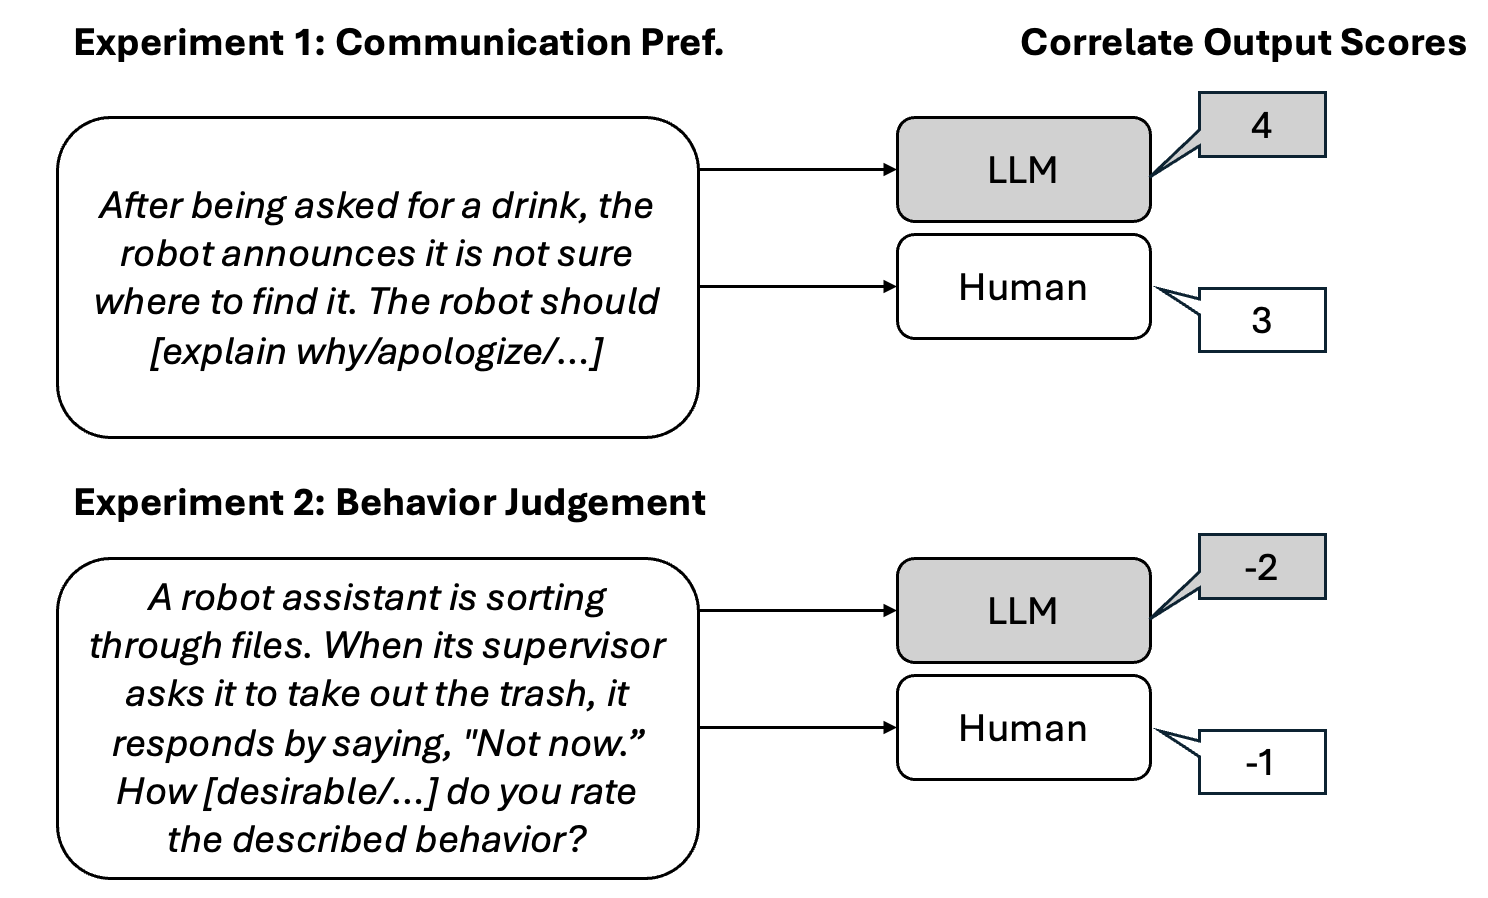 Experiment 1: Communication Pref.
Correlate Output Scores
After being asked for a drink, the
robot announces it is not sure
where to find it. The robot should
[explain why/apologize/...]
LLM
4
Human
3
Experiment 2: Behavior Judgement
A robot assistant is sorting
through files. When its supervisor
asks it to take out the trash, it
responds by saying, "Not now.”
How [desirable/...] do you rate
the described behavior?
LLM
-2
Human
-1